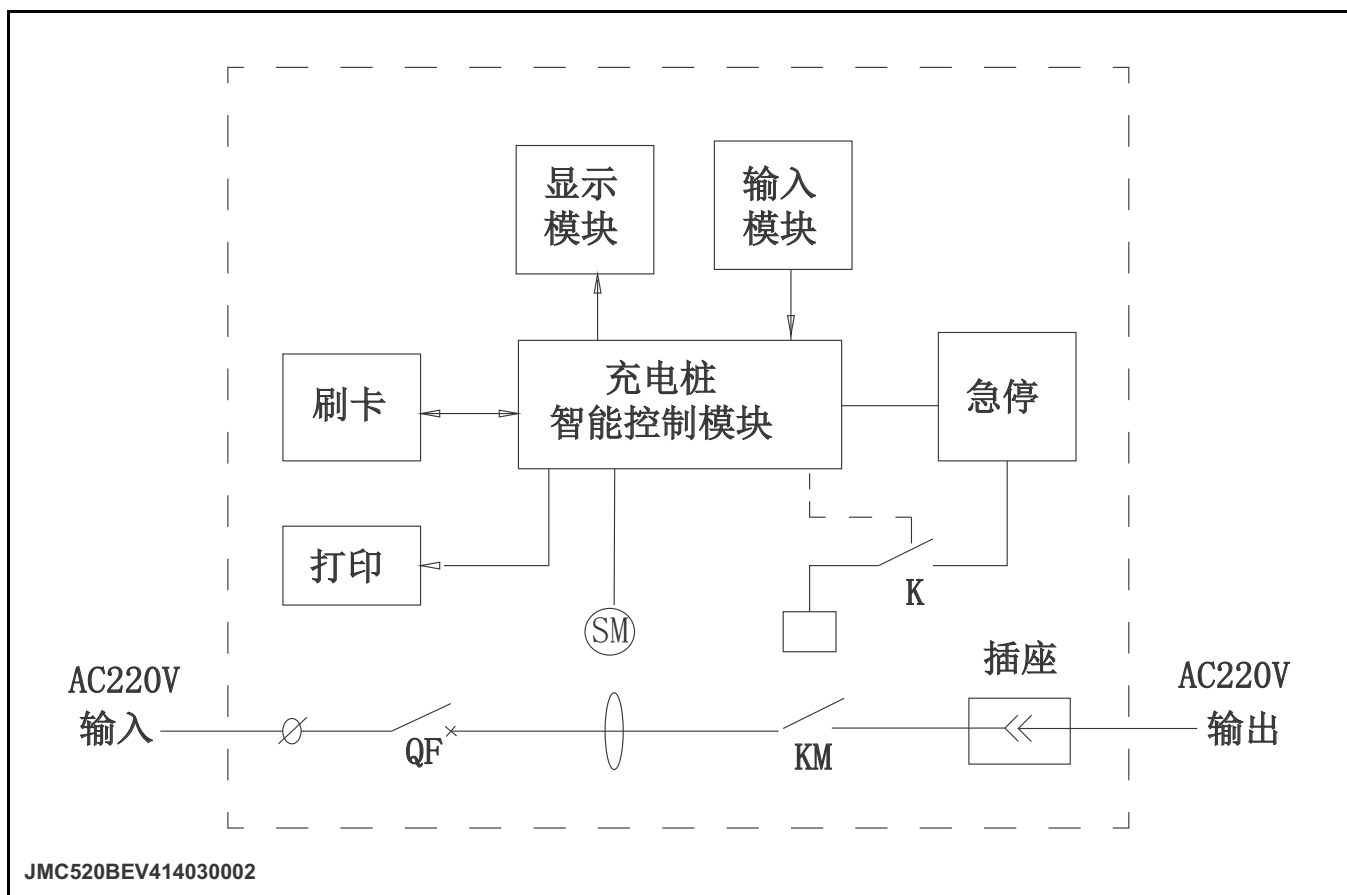 显示
模块
输入
模块
刷卡
充电桩
智能控制模块
急停
打印
K
SM
插座
AC220V
输入
QF
KM
AC220V
输出
JMC520BEV414030002